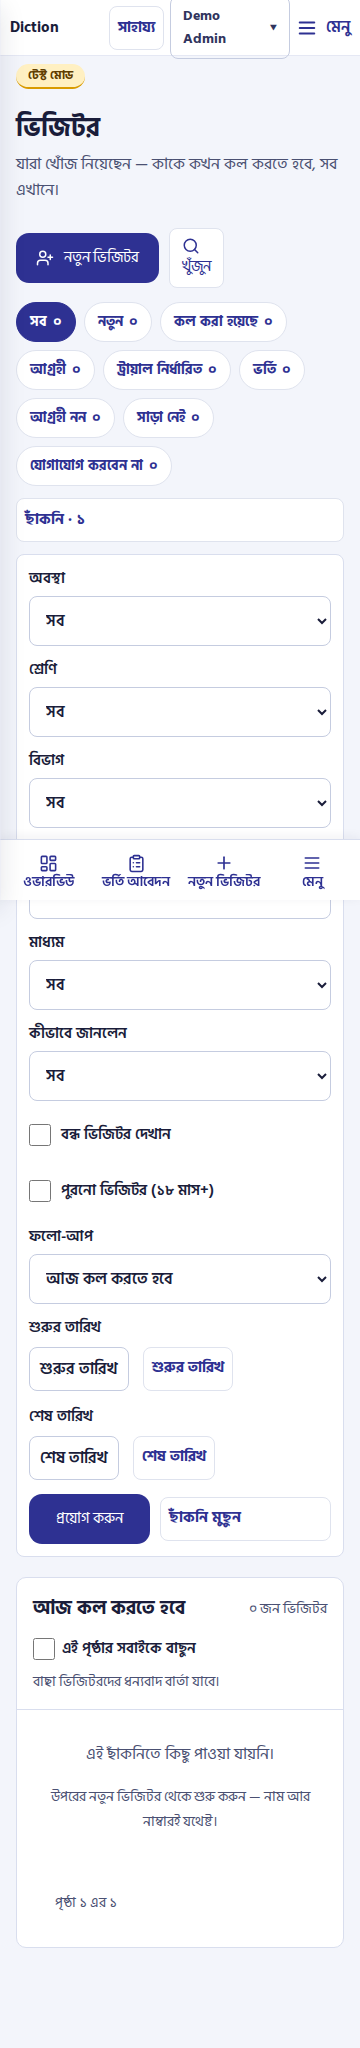 Diction
সাহায্য
Demo
Admin
মেনু
টেস্ট মোড
ভিজিটর
যারা খোঁজ নিয়েছেন — কাকে কখন কল করতে হবে, সব
এখানে।
নতুন ভিজিটর
খুঁজুন
সব ০
নতুন ০
কল করা হয়েছে ০
আগ্রহী ০
ট্রায়াল নির্ধারিত ০
ভর্তি ০
আগ্রহী নন ০
সাড়া নেই ০
যোগাযোগ করবেন না ০
ছাঁকনি · ১
অবস্থা
সব
শ্রেণি
সব
বিভাগ
সব
ওভারভিউ
ভর্তি আবেদন
নতুন ভিজিটর
মেনু
মাধ্যম
সব
কীভাবে জানলেন
সব
বন্ধ ভিজিটর দেখান
পুরনো ভিজিটর (১৮ মাস+)
ফলো-আপ
আজ কল করতে হবে
শুরুর তারিখ
শুরুর তারিখ
শুরুর তারিখ
শেষ তারিখ
শেষ তারিখ
শেষ তারিখ
প্রয়োগ করুন
ছাঁকনি মুছুন
আজ কল করতে হবে
০ জন ভিজিটর
এই পৃষ্ঠার সবাইকে বাছুন
বাছা ভিজিটরদের ধন্যবাদ বার্তা যাবে।
এই ছাঁকনিতে কিছু পাওয়া যায়নি।
উপরের নতুন ভিজিটর থেকে শুরু করুন — নাম আর
নাম্বারই যথেষ্ট।
পৃষ্ঠা ১ এর ১